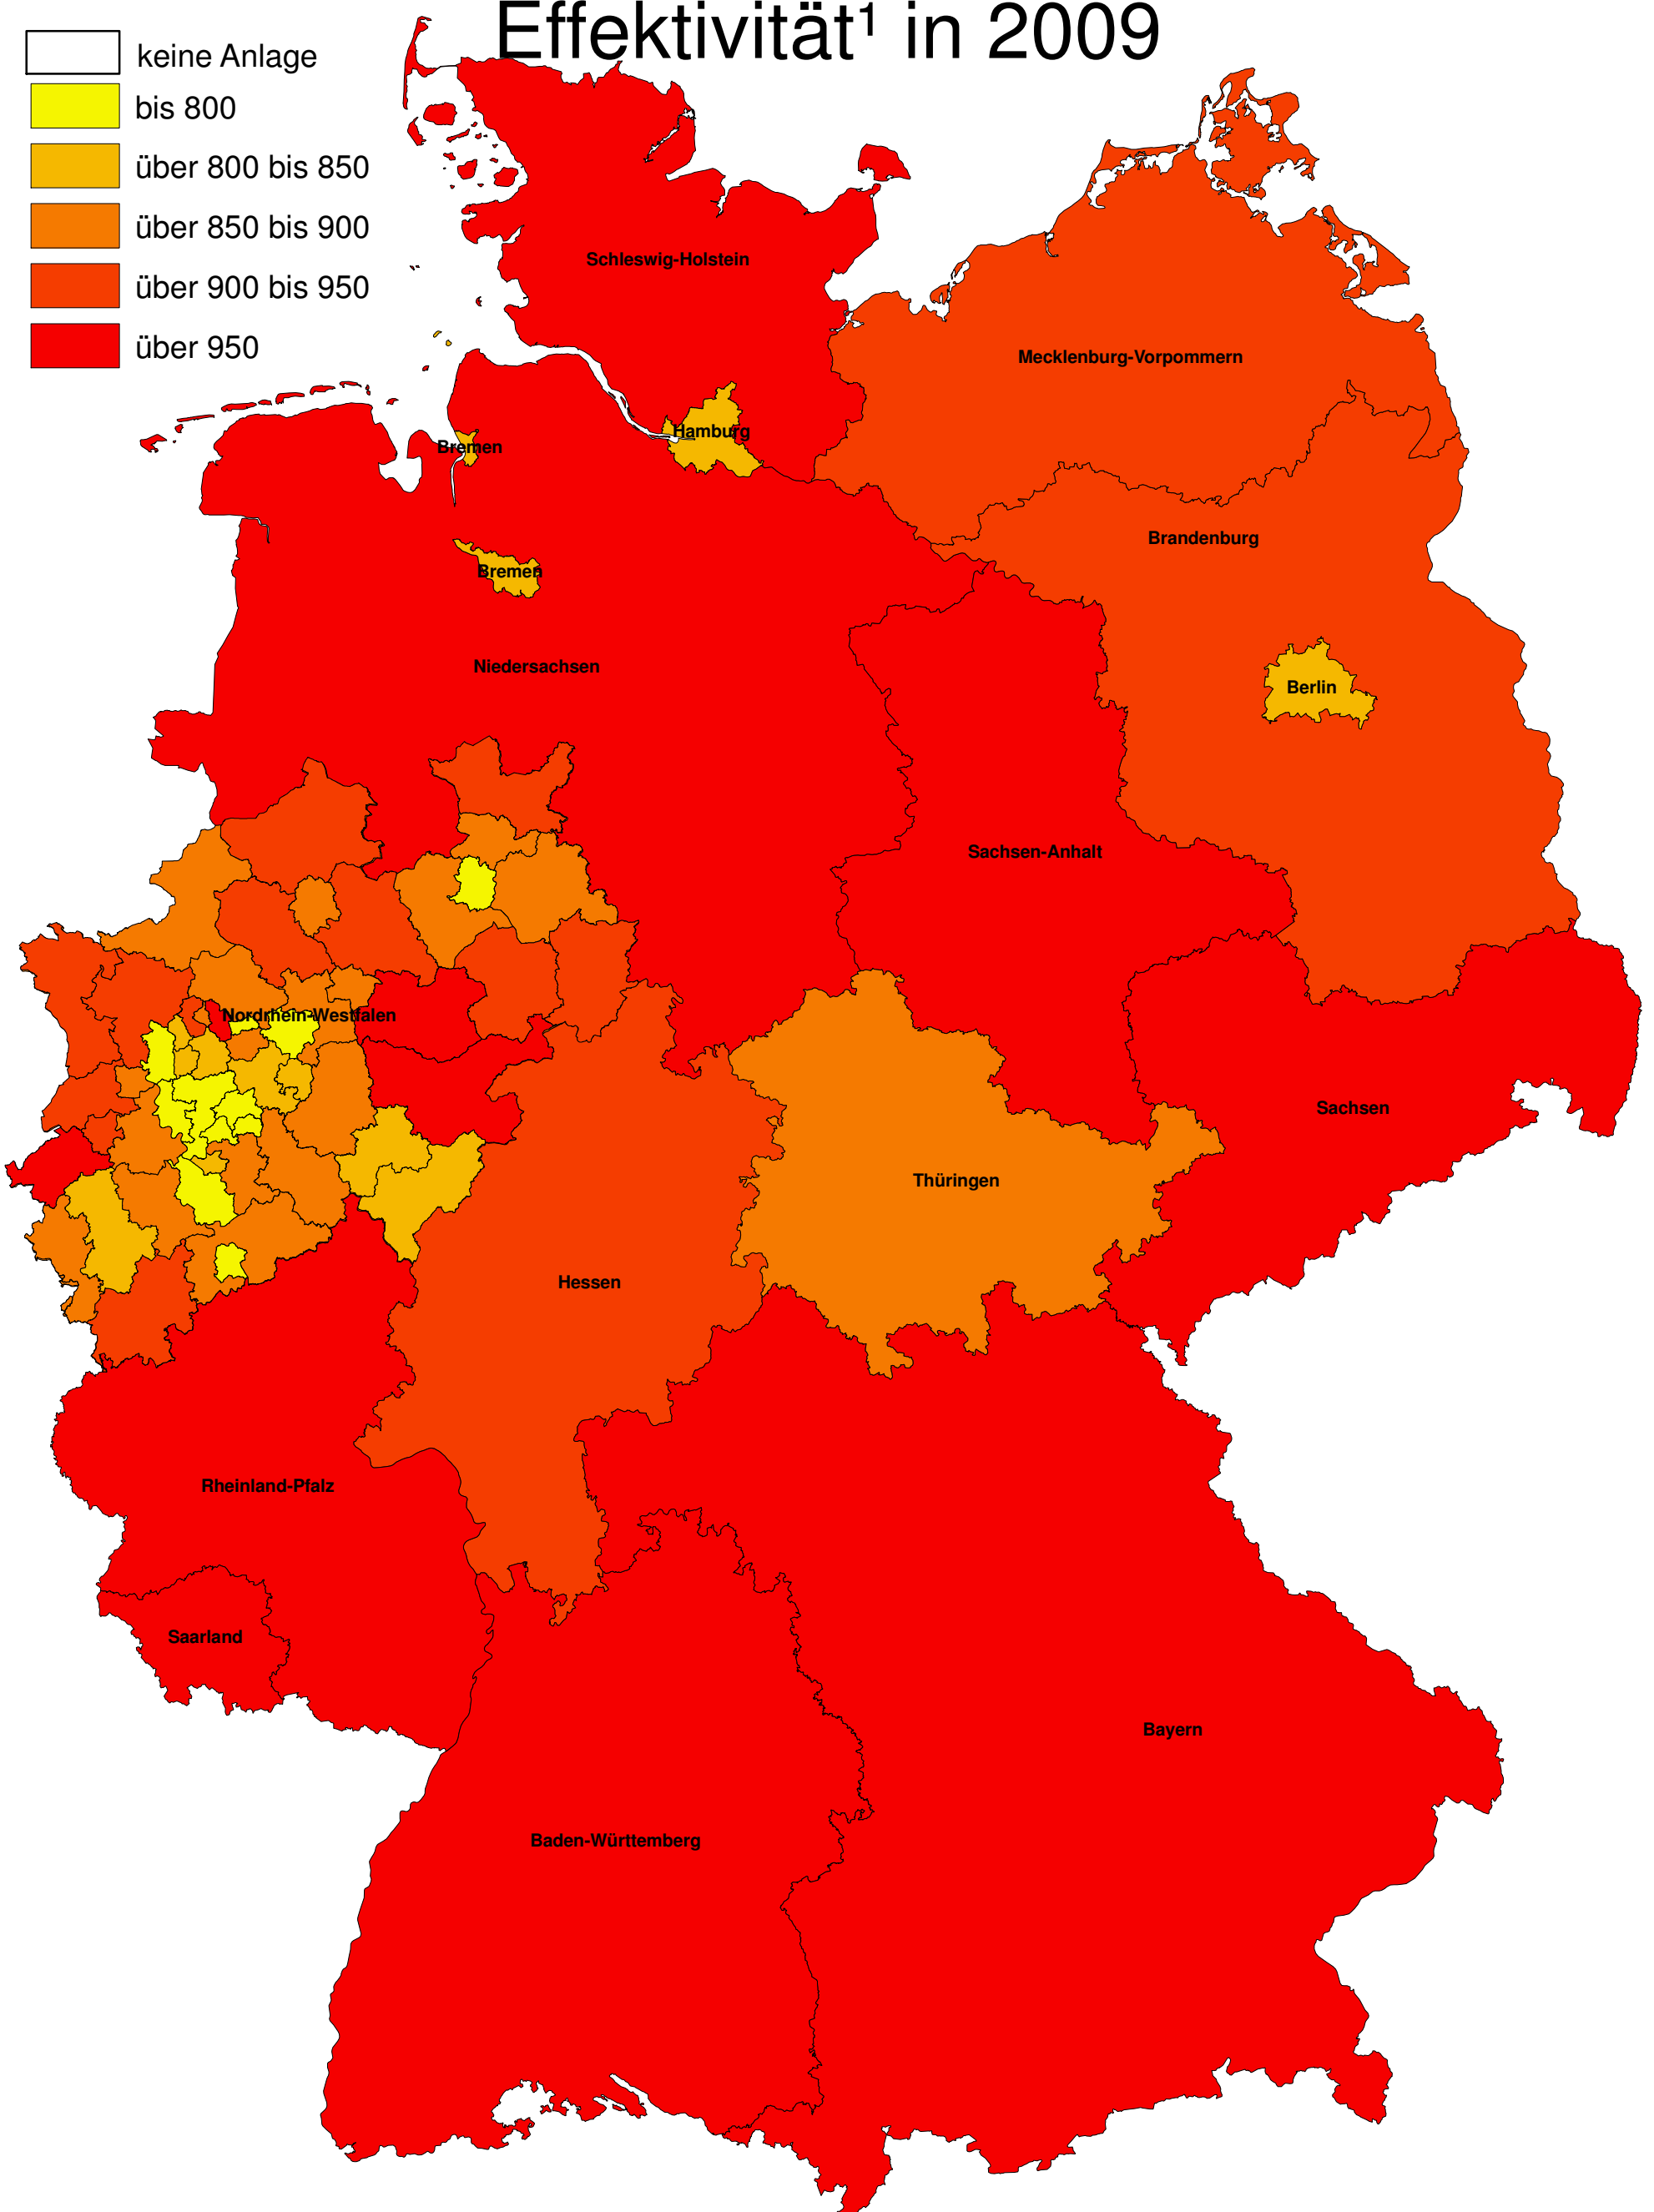 Effektivität¹ in 2009
keine Anlage
bis 800
über 800 bis 850
über 850 bis 900
über 900 bis 950
über 950
Schleswig-Holstein
Mecklenburg-Vorpommern
Hamburg
Bremen
Brandenburg
Bremen
Niedersachsen
Berlin
Sachsen-Anhalt
Nordrhein-Westfalen
Sachsen
Thüringen
Hessen
Rheinland-Pfalz
Saarland
Bayern
Baden-Württemberg